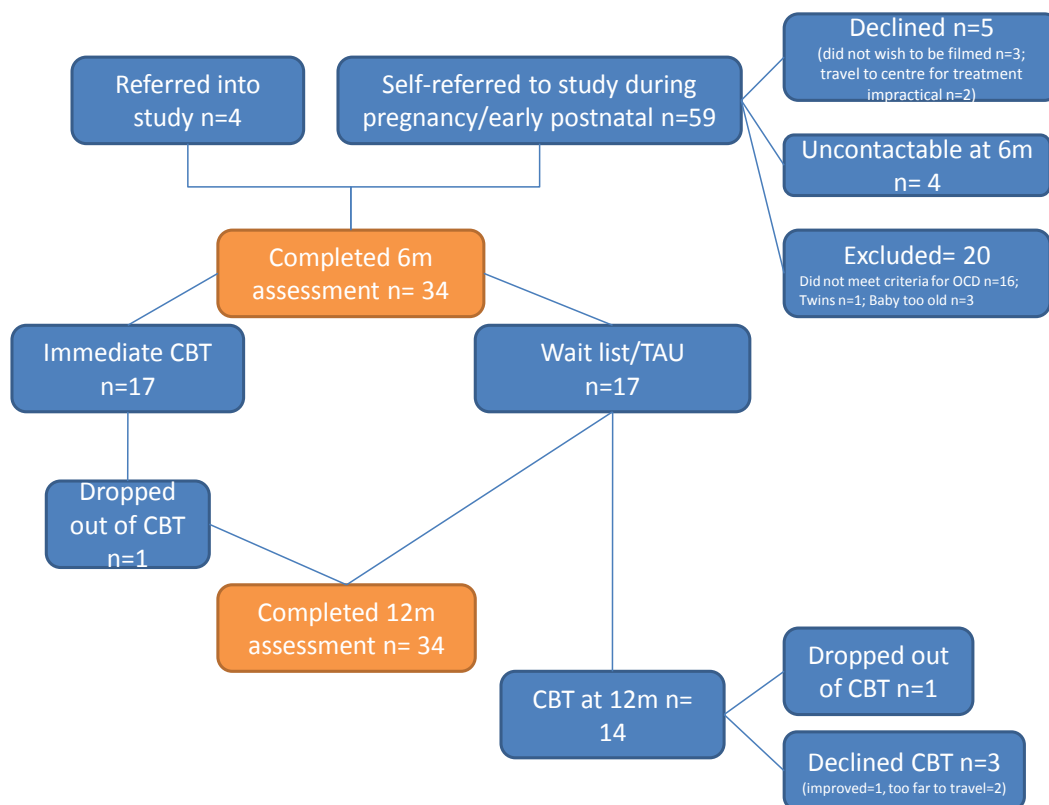 Referred into
study n=4
Self-referred to study during
pregnancy/early postnatal n=59
Declined n=5
(did not wish to be filmed n=3;
travel to centre for treatment
impractical n=2)
Uncontactable at 6m
n= 4
Excluded= 20
Did not meet criteria for OCD n=16;
Twins n=1; Baby too old n=3
Completed 6m
assessment n= 34
Immediate CBT
n=17
Wait list/TAU
n=17
Dropped
out of CBT
n=1
Completed 12m
assessment n= 34
CBT at 12m n=
14
Dropped out
of CBT n=1
Declined CBT n=3
(improved=1, too far to travel=2)